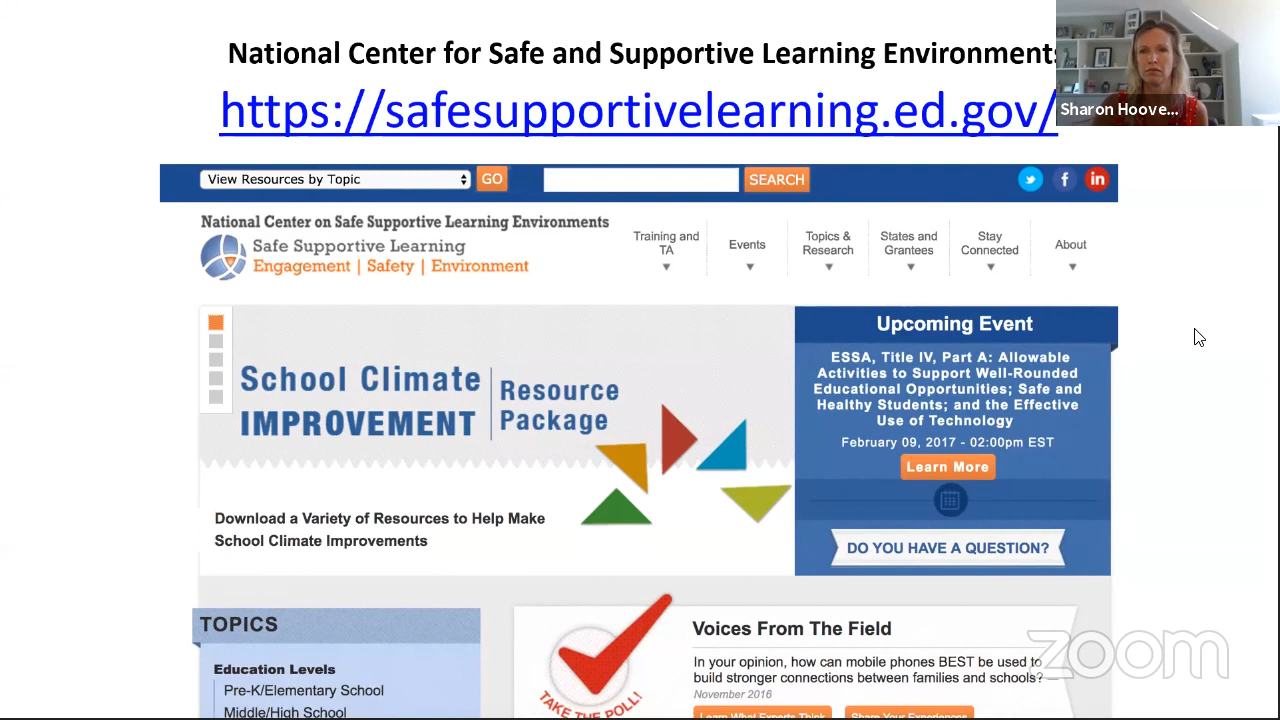 National Center for Safe and Supportive Learning Environments
https://safesupportivelearning.ed.gov/
Sharon Hoove...
View Resources by Topic
GO
SEARCH
National Center on Safe Supportive Learning Environments
Safe Supportive Learning
Engagement | Safety | Environment
Training and
TA
Events
Topics &
Research
States and
Grantees
Stay
Connected
About
School Climate
IMPROVEMENT
Resource
Package
Download a Variety of Resources to Help Make
School Climate Improvements
Upcoming Event
ESSA, Title IV, Part A: Allowable
Activities to Support Well-Rounded
Educational Opportunities; Safe and
Healthy Students; and the Effective
Use of Technology
February 09, 2017 - 02:00pm EST
Learn More
DO YOU HAVE A QUESTION?
TOPICS
Education Levels
Pre-K/Elementary School
Middle/High School
TAKE THE POLL!
Voices From The Field
In your opinion, how can mobile phones BEST be used to
build stronger connections between families and schools?
November 2016
Learn What Experts Think
Share Your Experiences
zoom